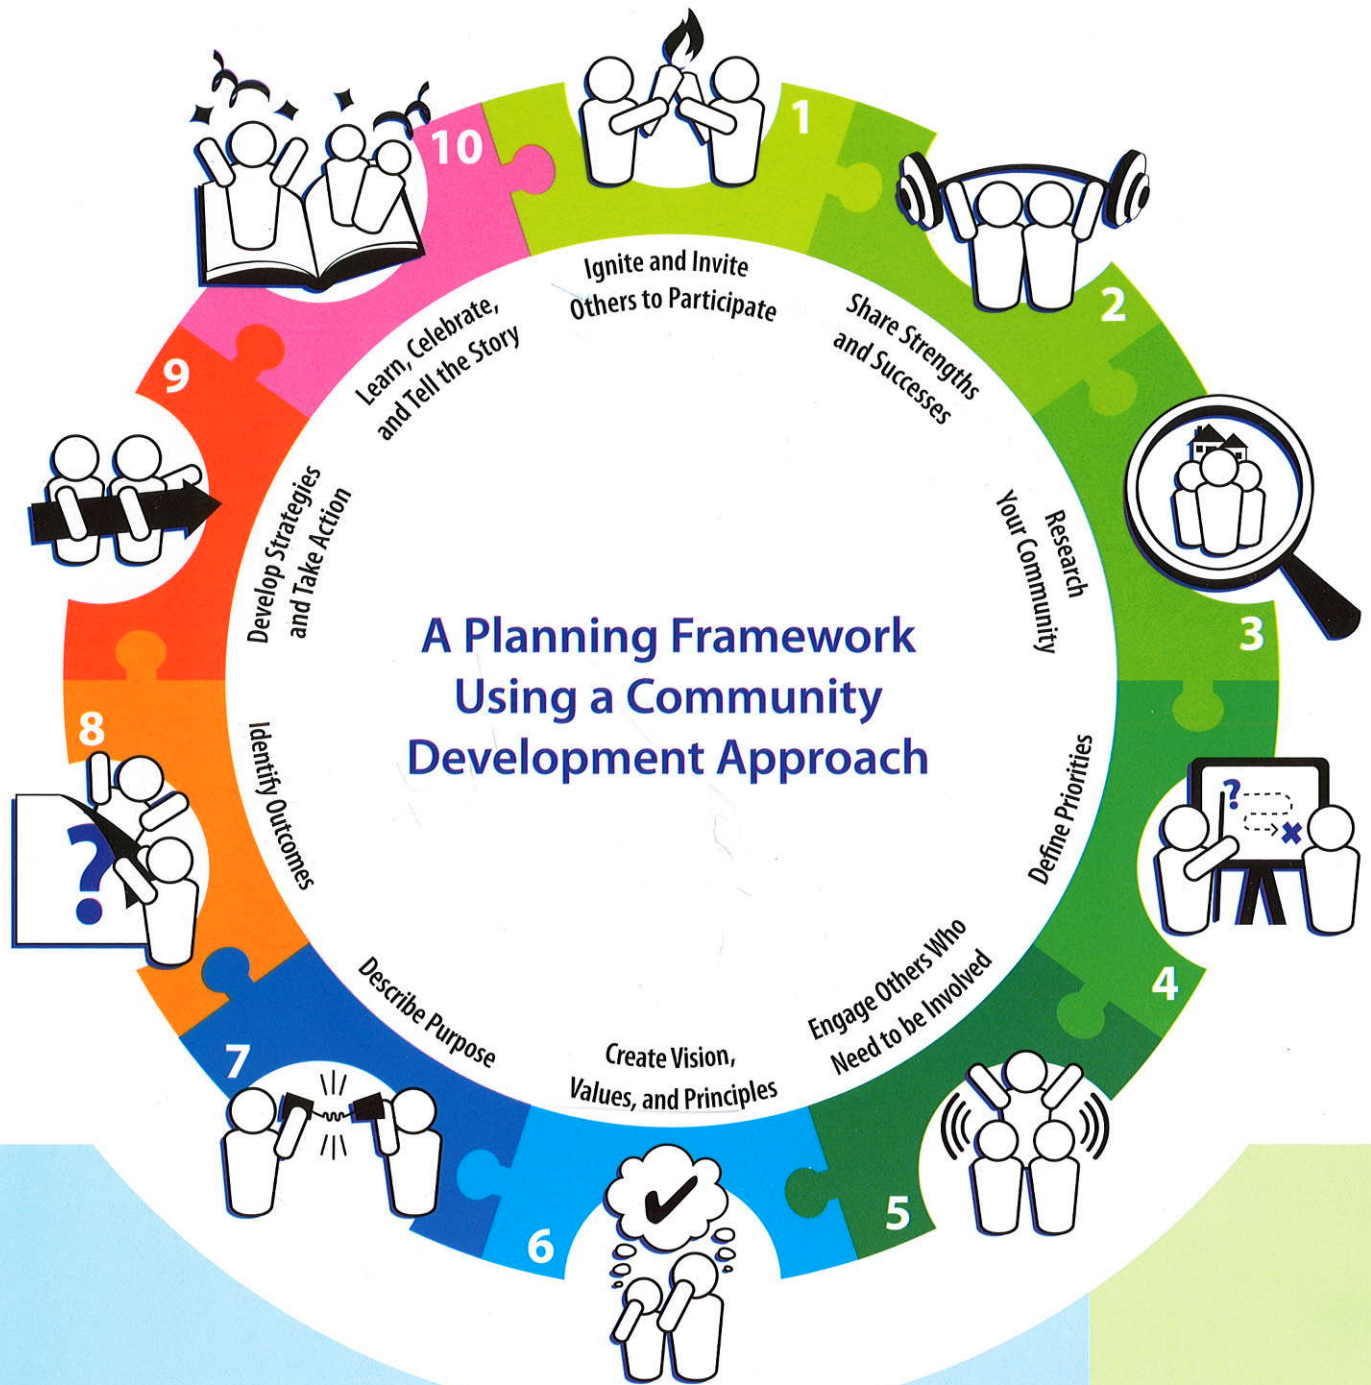 A Planning Framework
Using a Community
Development Approach
1
Ignite and Invite
Others to Participate
2
Share Strengths
and Successes
3
Research
Your Community
4
Define Priorities
5
Engage Others Who
Need to be Involved
6
Create Vision,
Values, and Principles
7
Describe Purpose
8
Identify Outcomes
?
9
Develop Strategies
and Take Action
10
Learn, Celebrate,
and Tell the Story
?